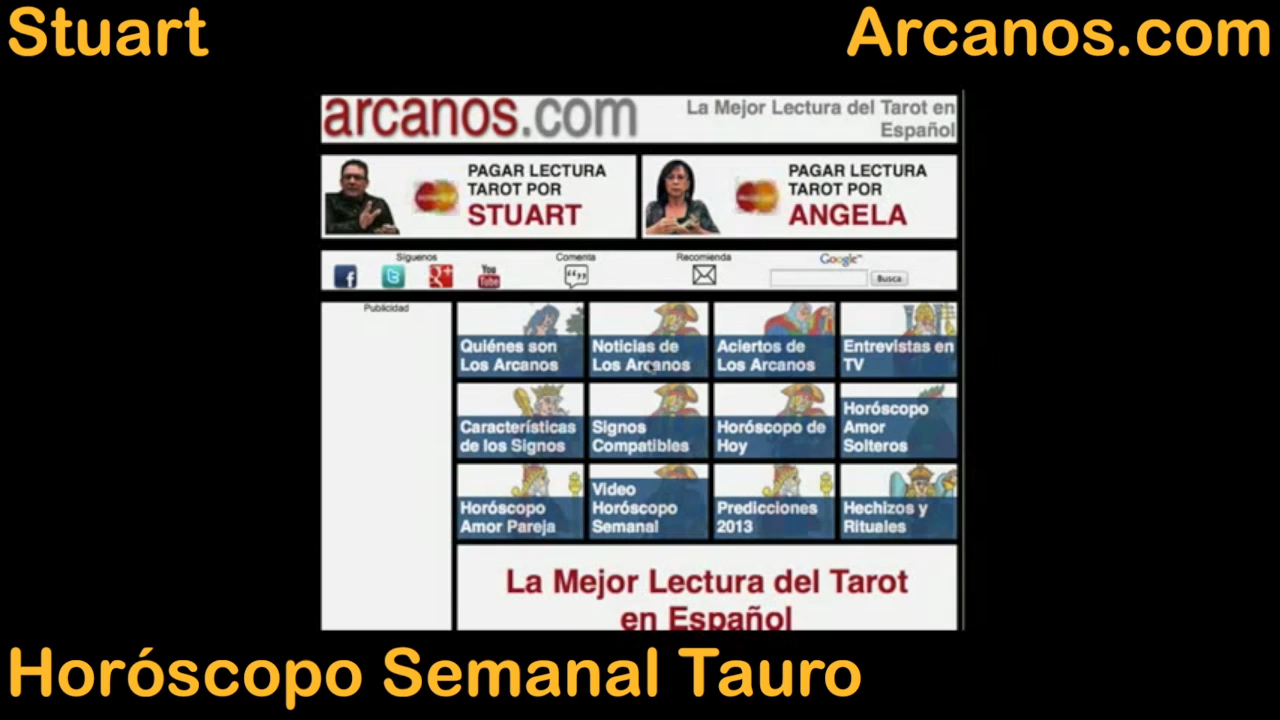 Stuart
Arcanos.com
arcanos.com
La Mejor Lectura del Tarot en
Español
PAGAR LECTURA
TAROT POR
STUART
PAGAR LECTURA
TAROT POR
ANGELA
Síguenos
Comenta
Recomienda
Google™
You
Tube
Busca
Publicidad
Quiénes son
Los Arcanos
Noticias de
Los Arcanos
Aciertos de
Los Arcanos
Entrevistas en
TV
Características
de los Signos
Signos
Compatibles
Horóscopo de
Hoy
Horóscopo
Amor
Solteros
Horóscopo
Amor Pareja
Video
Horóscopo
Semanal
Predicciones
2013
Hechizos y
Rituales
La Mejor Lectura del Tarot
en Español
Horóscopo Semanal Tauro